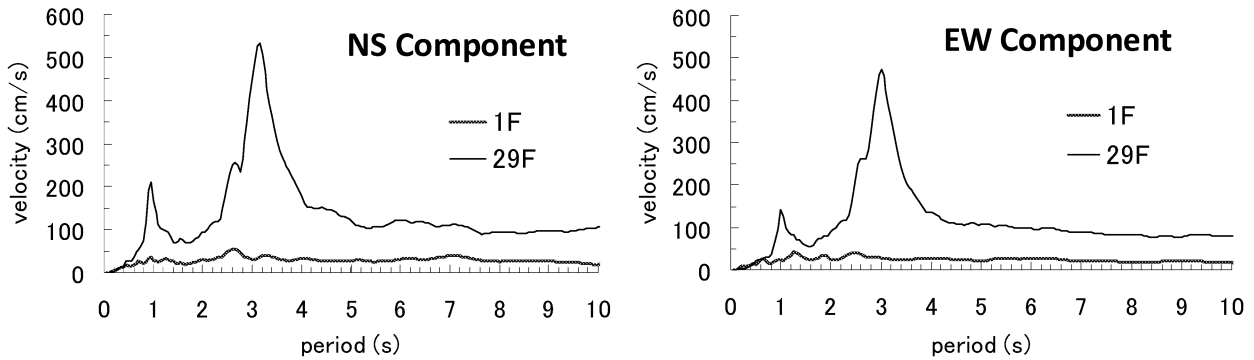 NS Component
velocity (cm/s)
600
500
400
300
200
100
0
1F
29F
0 1 2 3 4 5 6 7 8 9 10
period (s)
EW Component
velocity (cm/s)
600
500
400
300
200
100
0
1F
29F
0 1 2 3 4 5 6 7 8 9 10
period (s)